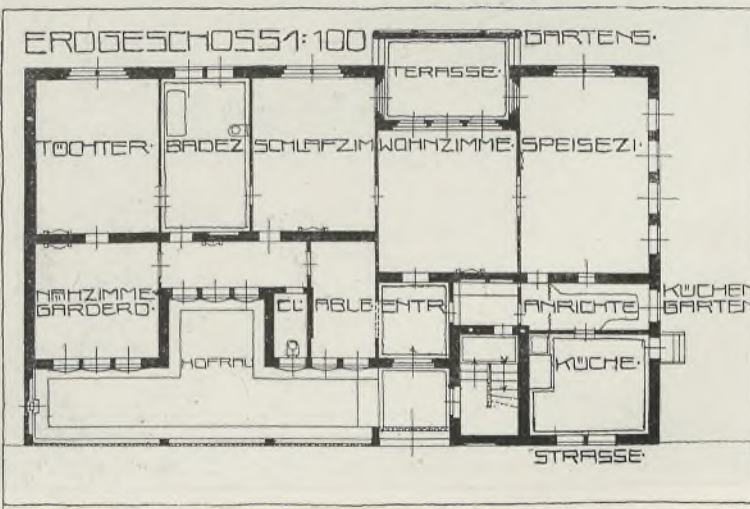 ERDGESCHOSS 1:100
GARTENS·
TERASSE·
TÖCHTER· BADEZ SCHLAFZIM WOHNZIMME· SPEISEZI·
NÄHZIMME·
GARDERO·
CL ABLE ENTR ANRICHTE
KÜCHEN
GARTEN
HOFRAU
KÜCHE·
STRASSE·